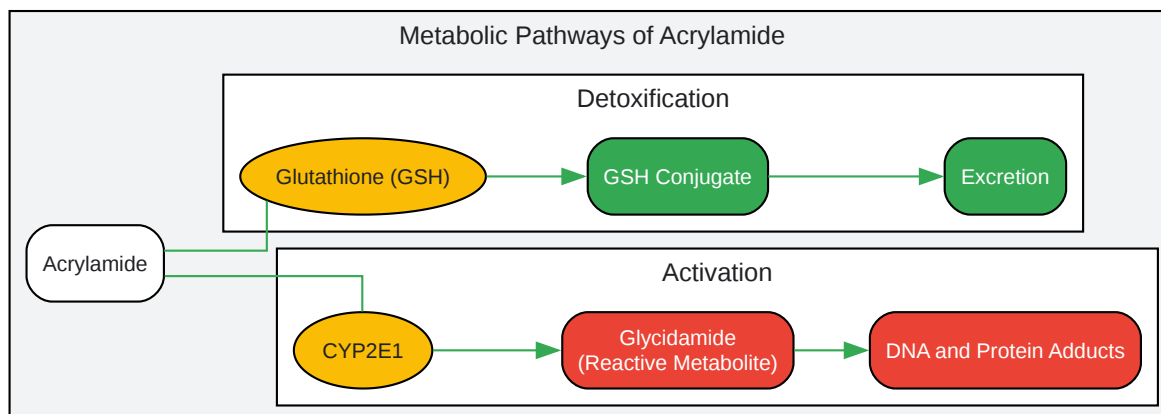 Metabolic Pathways of Acrylamide
Detoxification
Glutathione (GSH)
GSH Conjugate
Excretion
Acrylamide
Activation
CYP2E1
Glycidamide
(Reactive Metabolite)
DNA and Protein Adducts